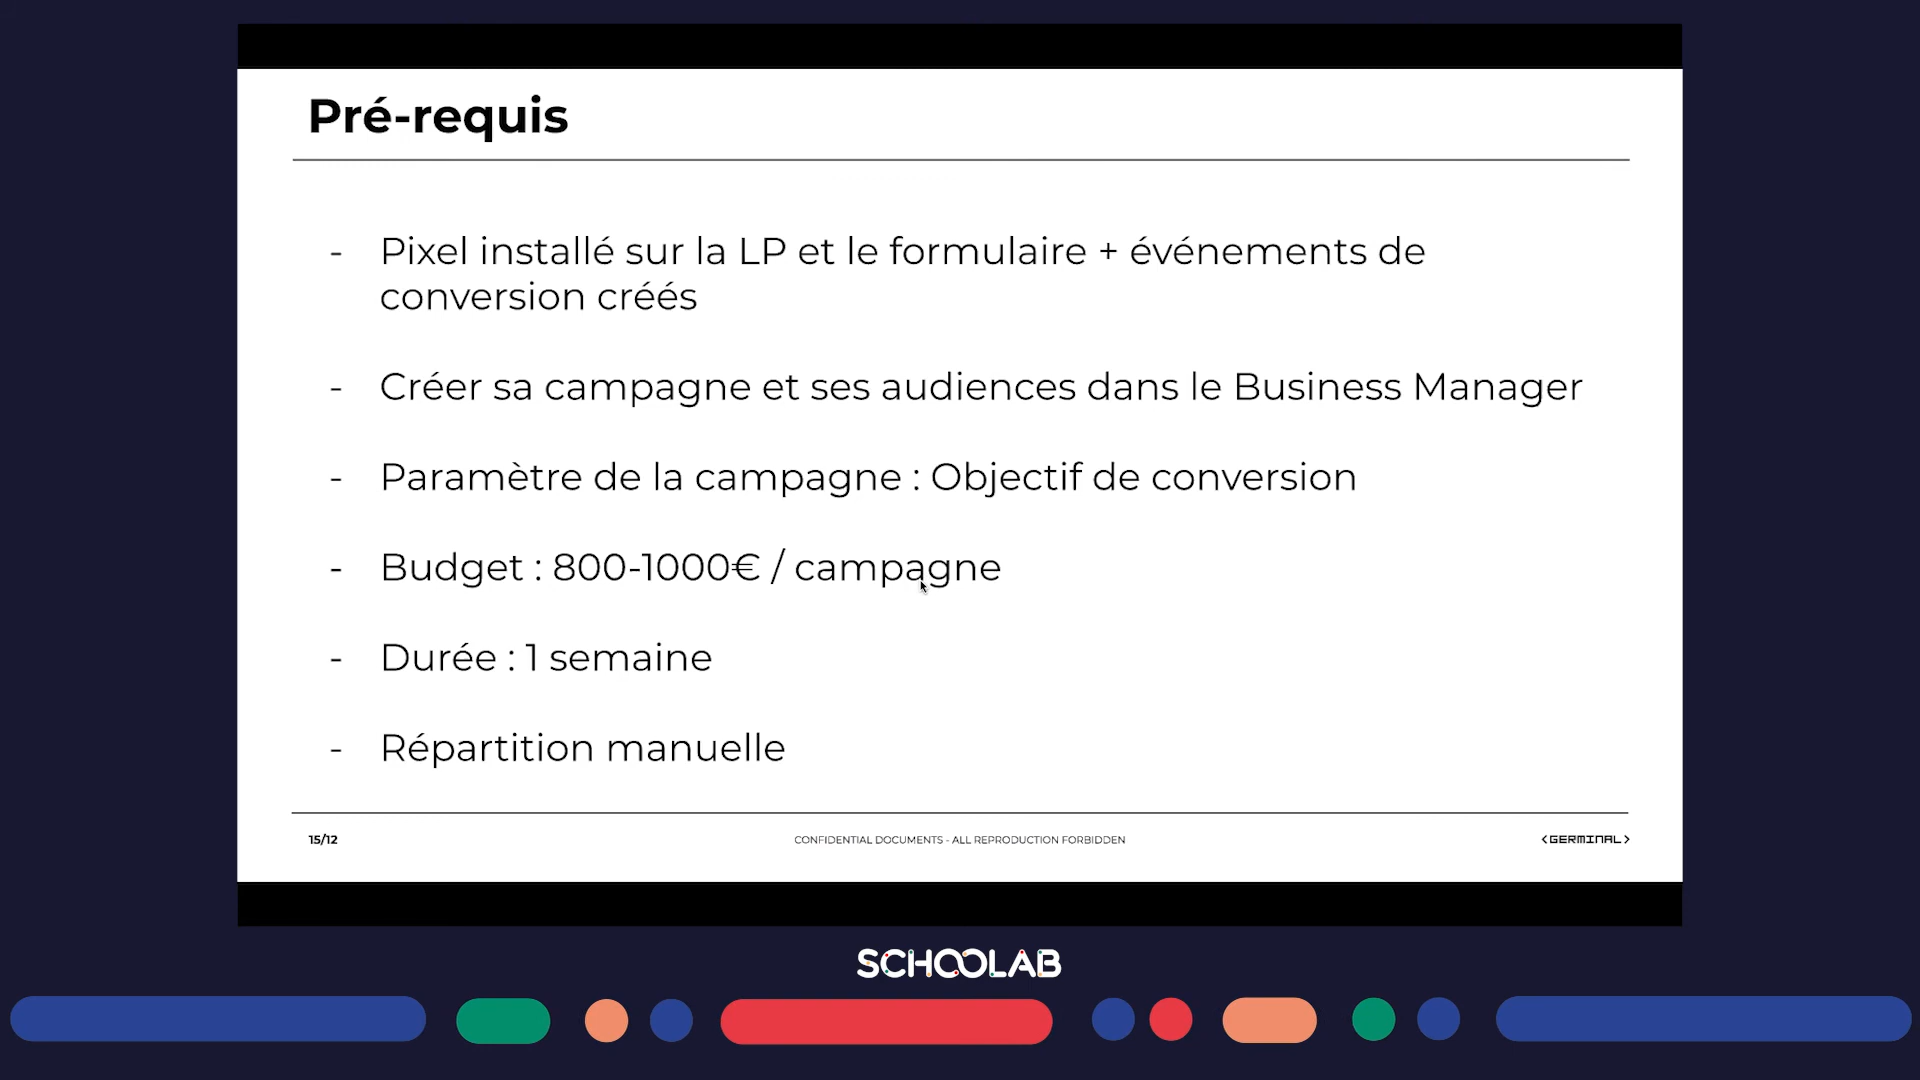 Pré-requis
- Pixel installé sur la LP et le formulaire + événements de
conversion créés
- Créer sa campagne et ses audiences dans le Business Manager
- Paramètre de la campagne : Objectif de conversion
- Budget : 800-1000€ / campagne
- Durée : 1 semaine
- Répartition manuelle
15/12
CONFIDENTIAL DOCUMENTS - ALL REPRODUCTION FORBIDDEN
<GERMINAL>
SCHOOLAB